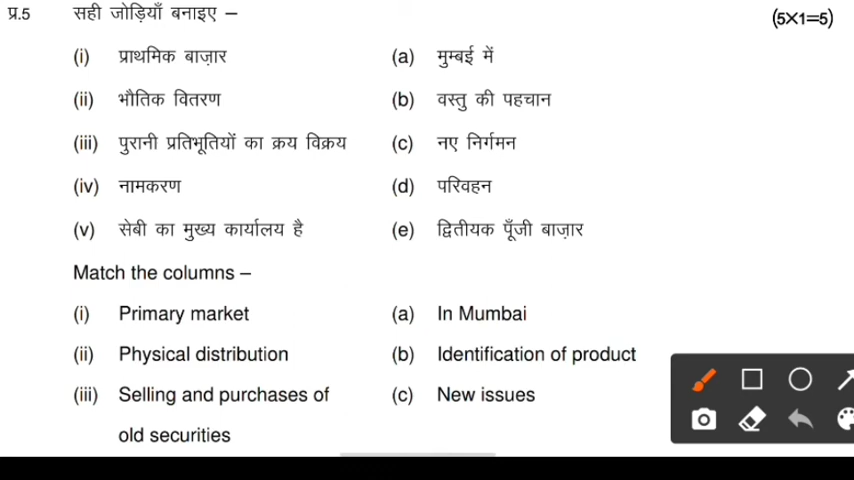 प्र.5 सही जोड़ियाँ बनाइए – (5×1=5)
(i) प्राथमिक बाज़ार (a) मुम्बई में
(ii) भौतिक वितरण (b) वस्तु की पहचान
(iii) पुरानी प्रतिभूतियों का क्रय विक्रय (c) नए निर्गमन
(iv) नामकरण (d) परिवहन
(v) सेबी का मुख्य कार्यालय है (e) द्वितीयक पूँजी बाज़ार
Match the columns –
(i) Primary market (a) In Mumbai
(ii) Physical distribution (b) Identification of product
(iii) Selling and purchases of (c) New issues
old securities